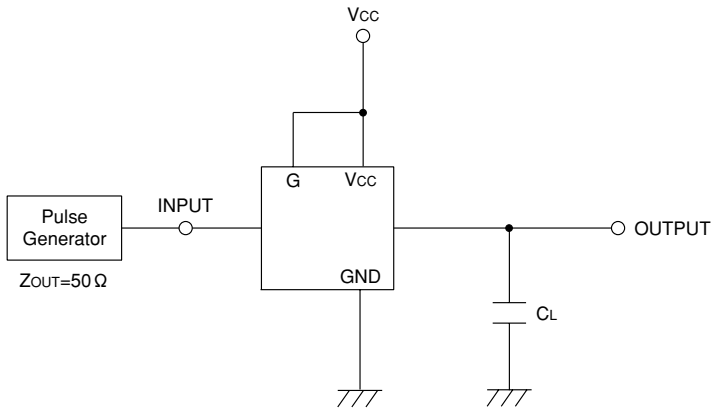 VCC
G
VCC
Pulse
Generator
INPUT
OUTPUT
ZOUT=50 Ω
GND
CL